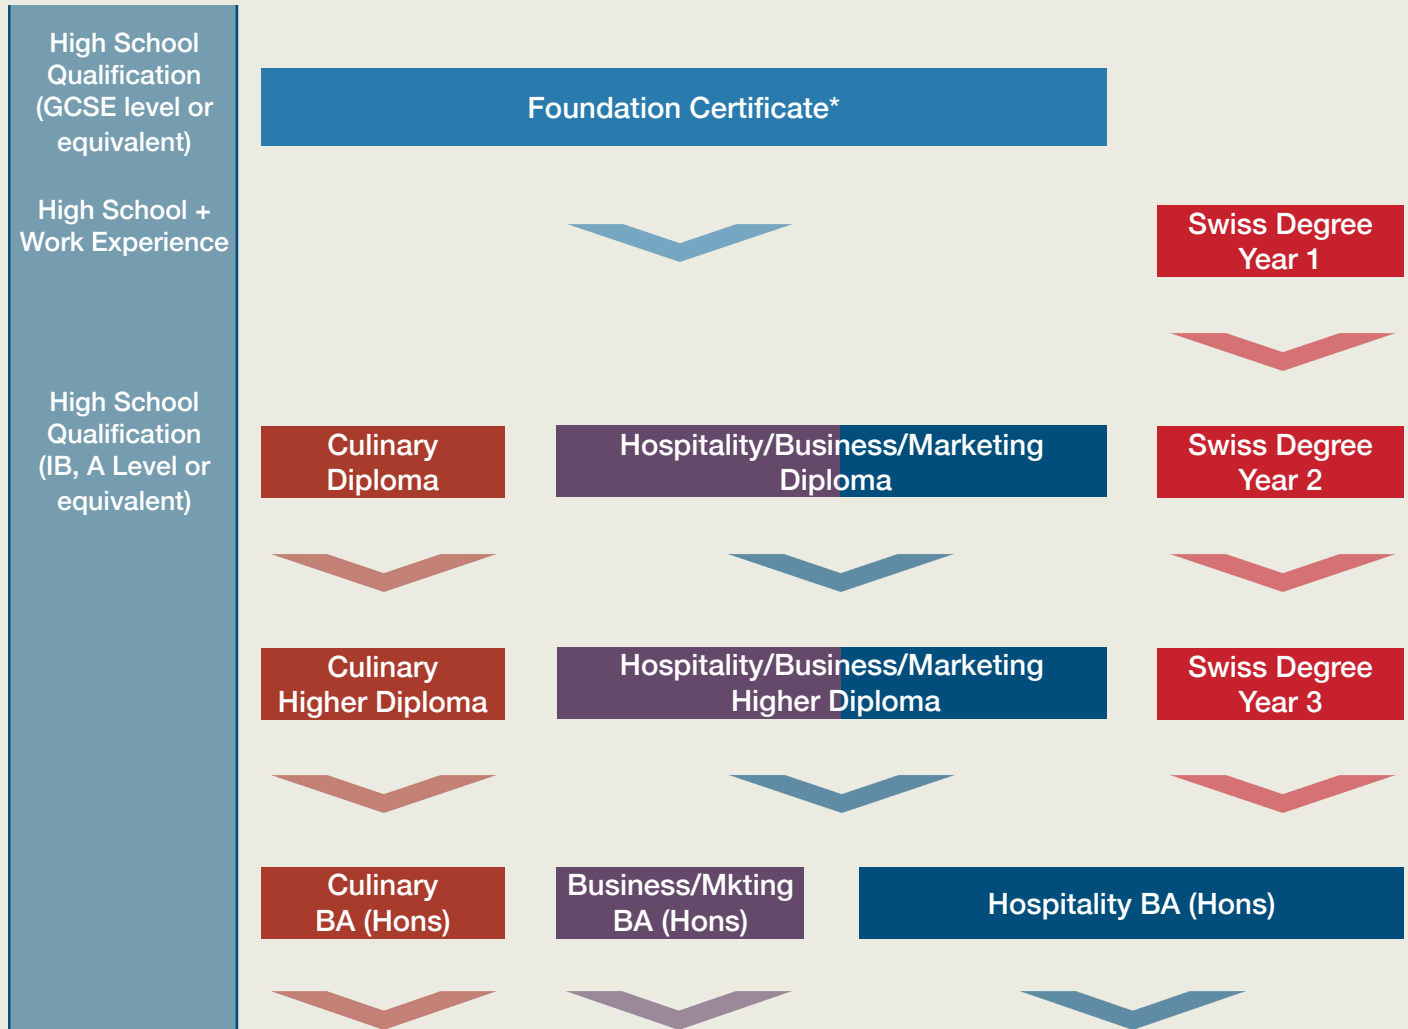 High School
Qualification
(GCSE level or
equivalent)
Foundation Certificate*
High School +
Work Experience
Swiss Degree
Year 1
High School
Qualification
(IB, A Level or
equivalent)
Culinary
Diploma
Hospitality/Business/Marketing
Diploma
Swiss Degree
Year 2
Culinary
Higher Diploma
Hospitality/Business/Marketing
Higher Diploma
Swiss Degree
Year 3
Culinary
BA (Hons)
Business/Mkting
BA (Hons)
Hospitality BA (Hons)